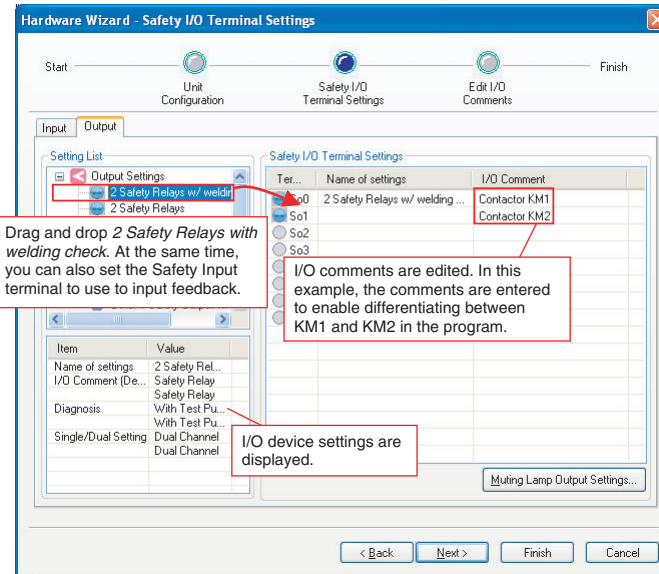 Hardware Wizard - Safety I/O Terminal Settings
Start
Unit
Configuration
Safety I/O
Terminal Settings
Edit I/O
Comments
Finish
Input
Output
Setting List
Output Settings
2 Safety Relays w/ weldin
2 Safety Relays
Drag and drop 2 Safety Relays with
welding check. At the same time,
you can also set the Safety Input
terminal to use to input feedback.
Item Value
Name of settings 2 Safety Rel...
I/O Comment (De... Safety Relay
Safety Relay
Diagnosis With Test Pu...
With Test Pu...
Single/Dual Setting Dual Channel
Dual Channel
Safety I/O Terminal Settings
Ter... Name of settings I/O Comment
So0 2 Safety Relays w/ welding ... Contactor KM1
So1 Contactor KM2
So2
So3
I/O comments are edited. In this
example, the comments are entered
to enable differentiating between
KM1 and KM2 in the program.
I/O device settings are
displayed.
Muting Lamp Output Settings...
< Back
Next >
Finish
Cancel